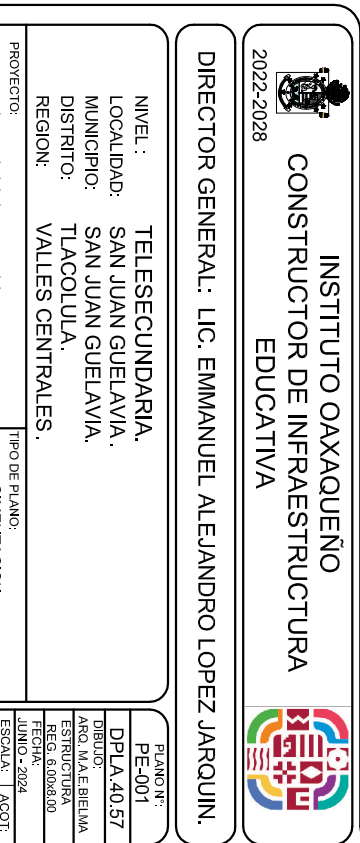 INSTITUTO OAXAQUEÑO
CONSTRUCTOR DE INFRAESTRUCTURA
EDUCATIVA
2022-2028
DIRECTOR GENERAL: LIC. EMMANUEL ALEJANDRO LOPEZ JARQUIN.
NIVEL : TELESECUNDARIA.
LOCALIDAD: SAN JUAN GUELAVIA .
MUNICIPIO: SAN JUAN GUELAVIA.
DISTRITO: TLACOLULA.
REGION: VALLES CENTRALES .
PROYECTO:
TIPO DE PLANO:
PLANO N°:
PE-001
DPLA.40.57
DIBUJO:
ARQ. M.A.E.BIELMA
ESTRUCTURA
REG. 6.00x8.00
FECHA:
JUNIO - 2024
ESCALA: ACOT: